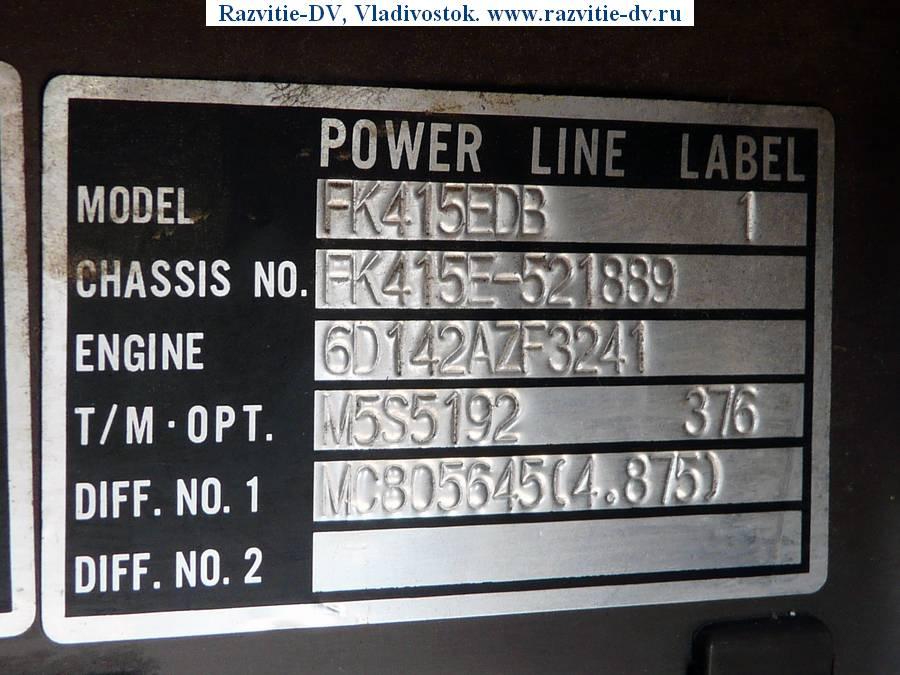 Razvitie-DV, Vladivostok. www.razvitie-dv.ru
POWER LINE LABEL
MODEL FK415EDB 1
CHASSIS NO. FK415E-521889
ENGINE 6D142AZF3241
T/M·OPT. M5S5192 376
DIFF. NO. 1 MC805645(4.875)
DIFF. NO. 2